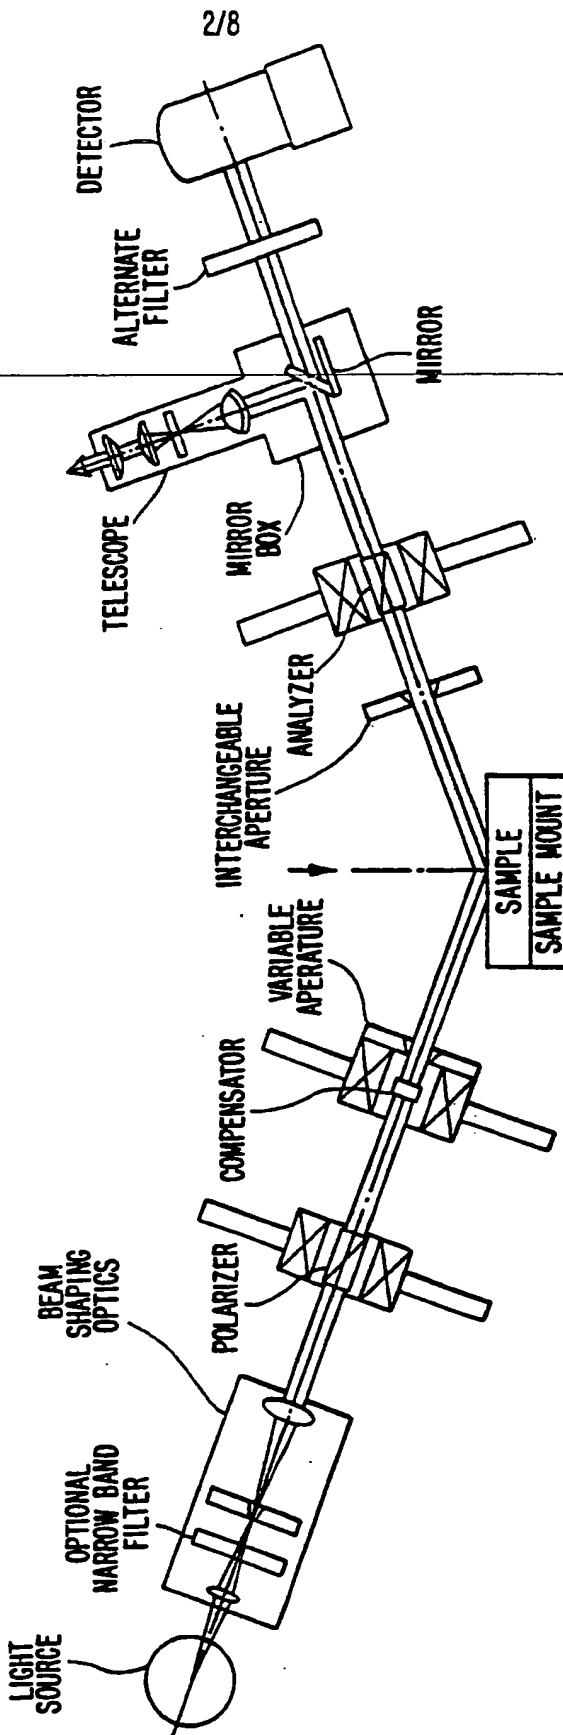 2/8
LIGHT
SOURCE
OPTIONAL
NARROW BAND
FILTER
BEAM
SHAPING
OPTICS
POLARIZER
COMPENSATOR
VARIABLE
APERATURE
INTERCHANGEABLE
APERTURE
ANALYZER
SAMPLE
SAMPLE MOUNT
TELESCOPE
MIRROR
BOX
MIRROR
ALTERNATE
FILTER
DETECTOR